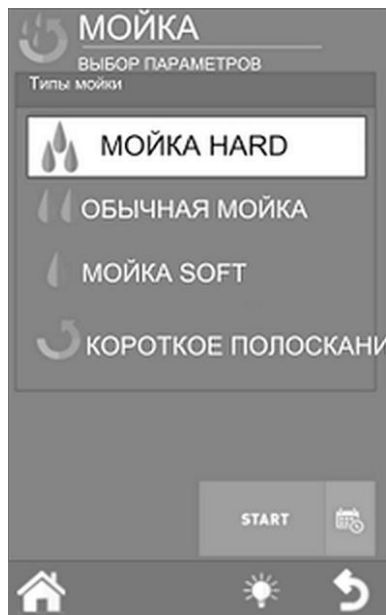 МОЙКА
ВЫБОР ПАРАМЕТРОВ
Типы мойки
МОЙКА HARD
ОБЫЧНАЯ МОЙКА
МОЙКА SOFT
КОРОТКОЕ ПОЛОСКАНИ
START